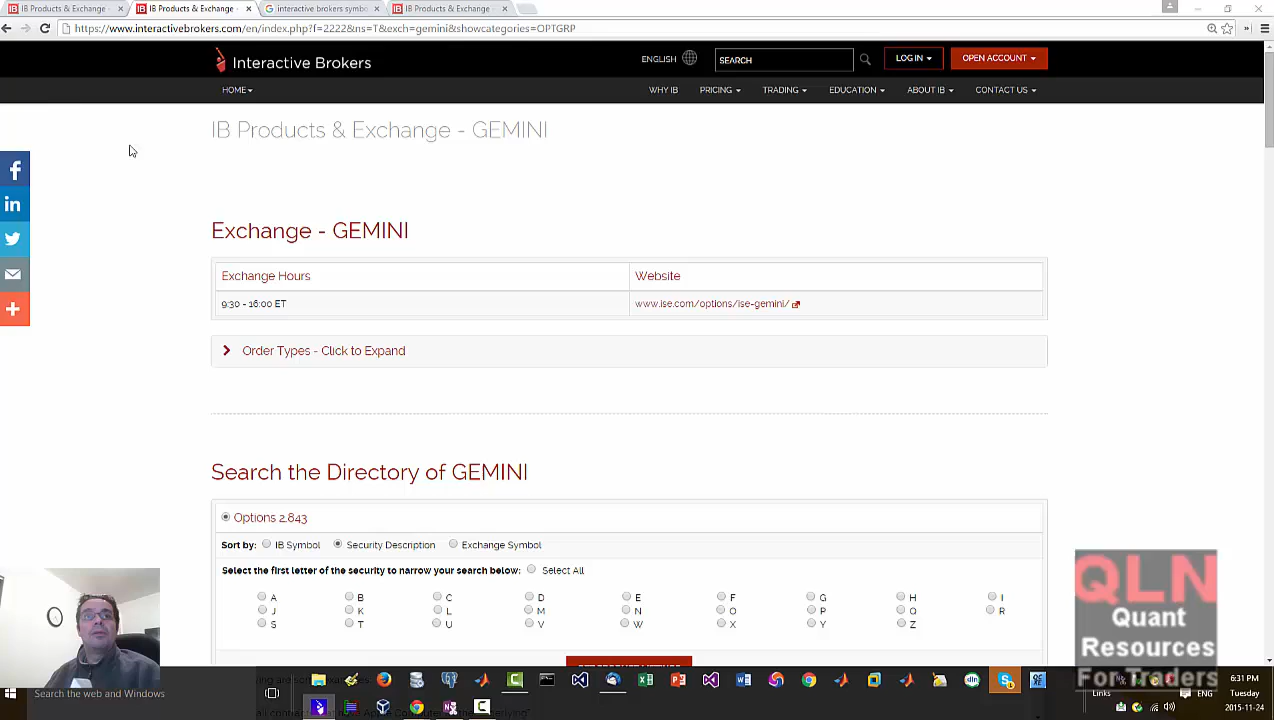 IB Products & Exchange -
IB Products & Exchange -
interactive brokers symbo
IB Products & Exchange -
https://www.interactivebrokers.com/en/index.php?f=2222&ns=T&exch=gemini&showcategories=OPTGRP
Interactive Brokers
ENGLISH
SEARCH
LOG IN
OPEN ACCOUNT
HOME
WHY IB
PRICING
TRADING
EDUCATION
ABOUT IB
CONTACT US
IB Products & Exchange - GEMINI
Exchange - GEMINI
Exchange Hours
Website
9:30 - 16:00 ET
www.ise.com/options/ise-gemini/
Order Types - Click to Expand
Search the Directory of GEMINI
Options 2,843
Sort by: IB Symbol Security Description Exchange Symbol
Select the first letter of the security to narrow your search below: Select All
A B C D E F G H I
J K L M N O P Q R
S T U V W X Y Z
QLN
Quant
Resources
For Traders
Search the web and Windows
Links
ENG
6:31 PM
Tuesday
2015-11-24